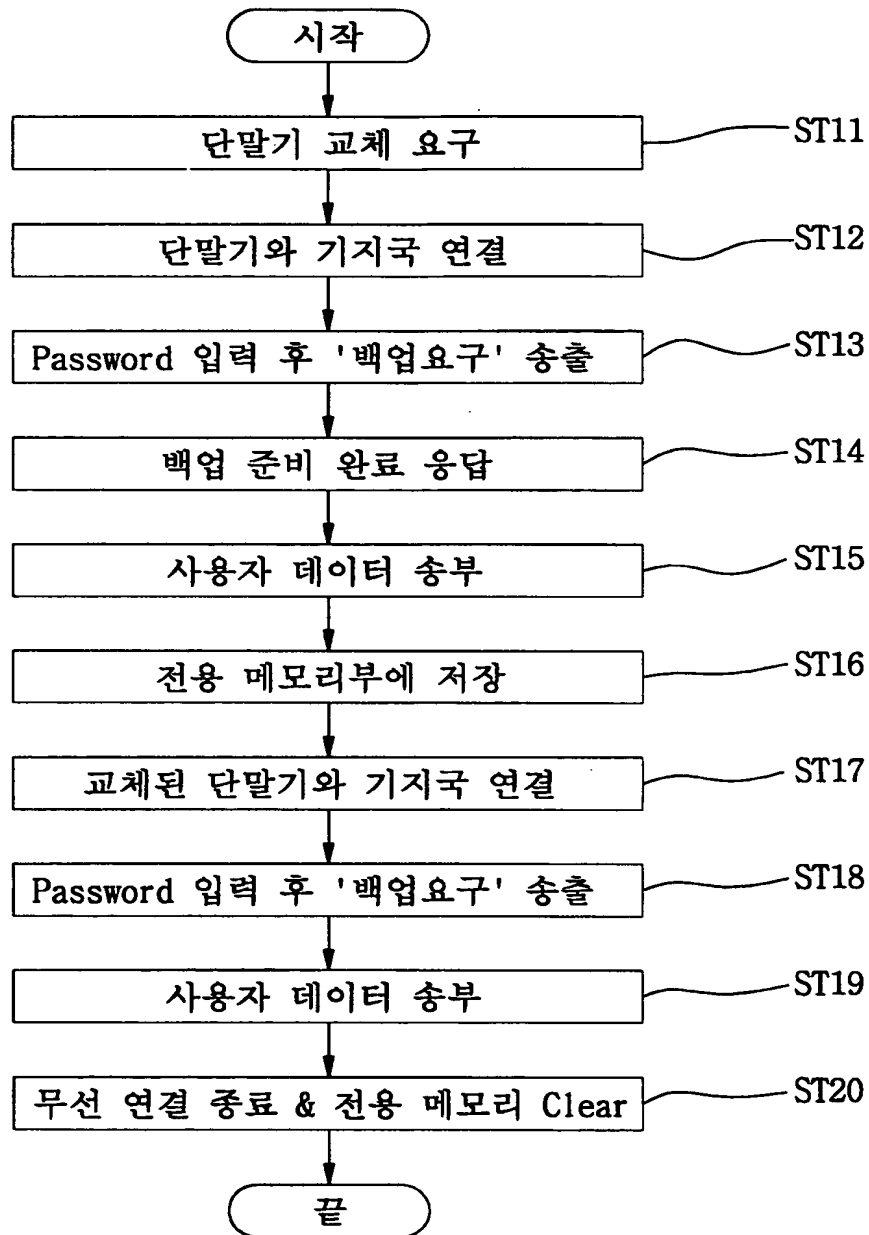 시작
단말기 교체 요구
ST11
단말기와 기지국 연결
ST12
Password 입력 후 '백업요구' 송출
ST13
백업 준비 완료 응답
ST14
사용자 데이터 송부
ST15
전용 메모리부에 저장
ST16
교체된 단말기와 기지국 연결
ST17
Password 입력 후 '백업요구' 송출
ST18
사용자 데이터 송부
ST19
무선 연결 종료 & 전용 메모리 Clear
ST20
끝